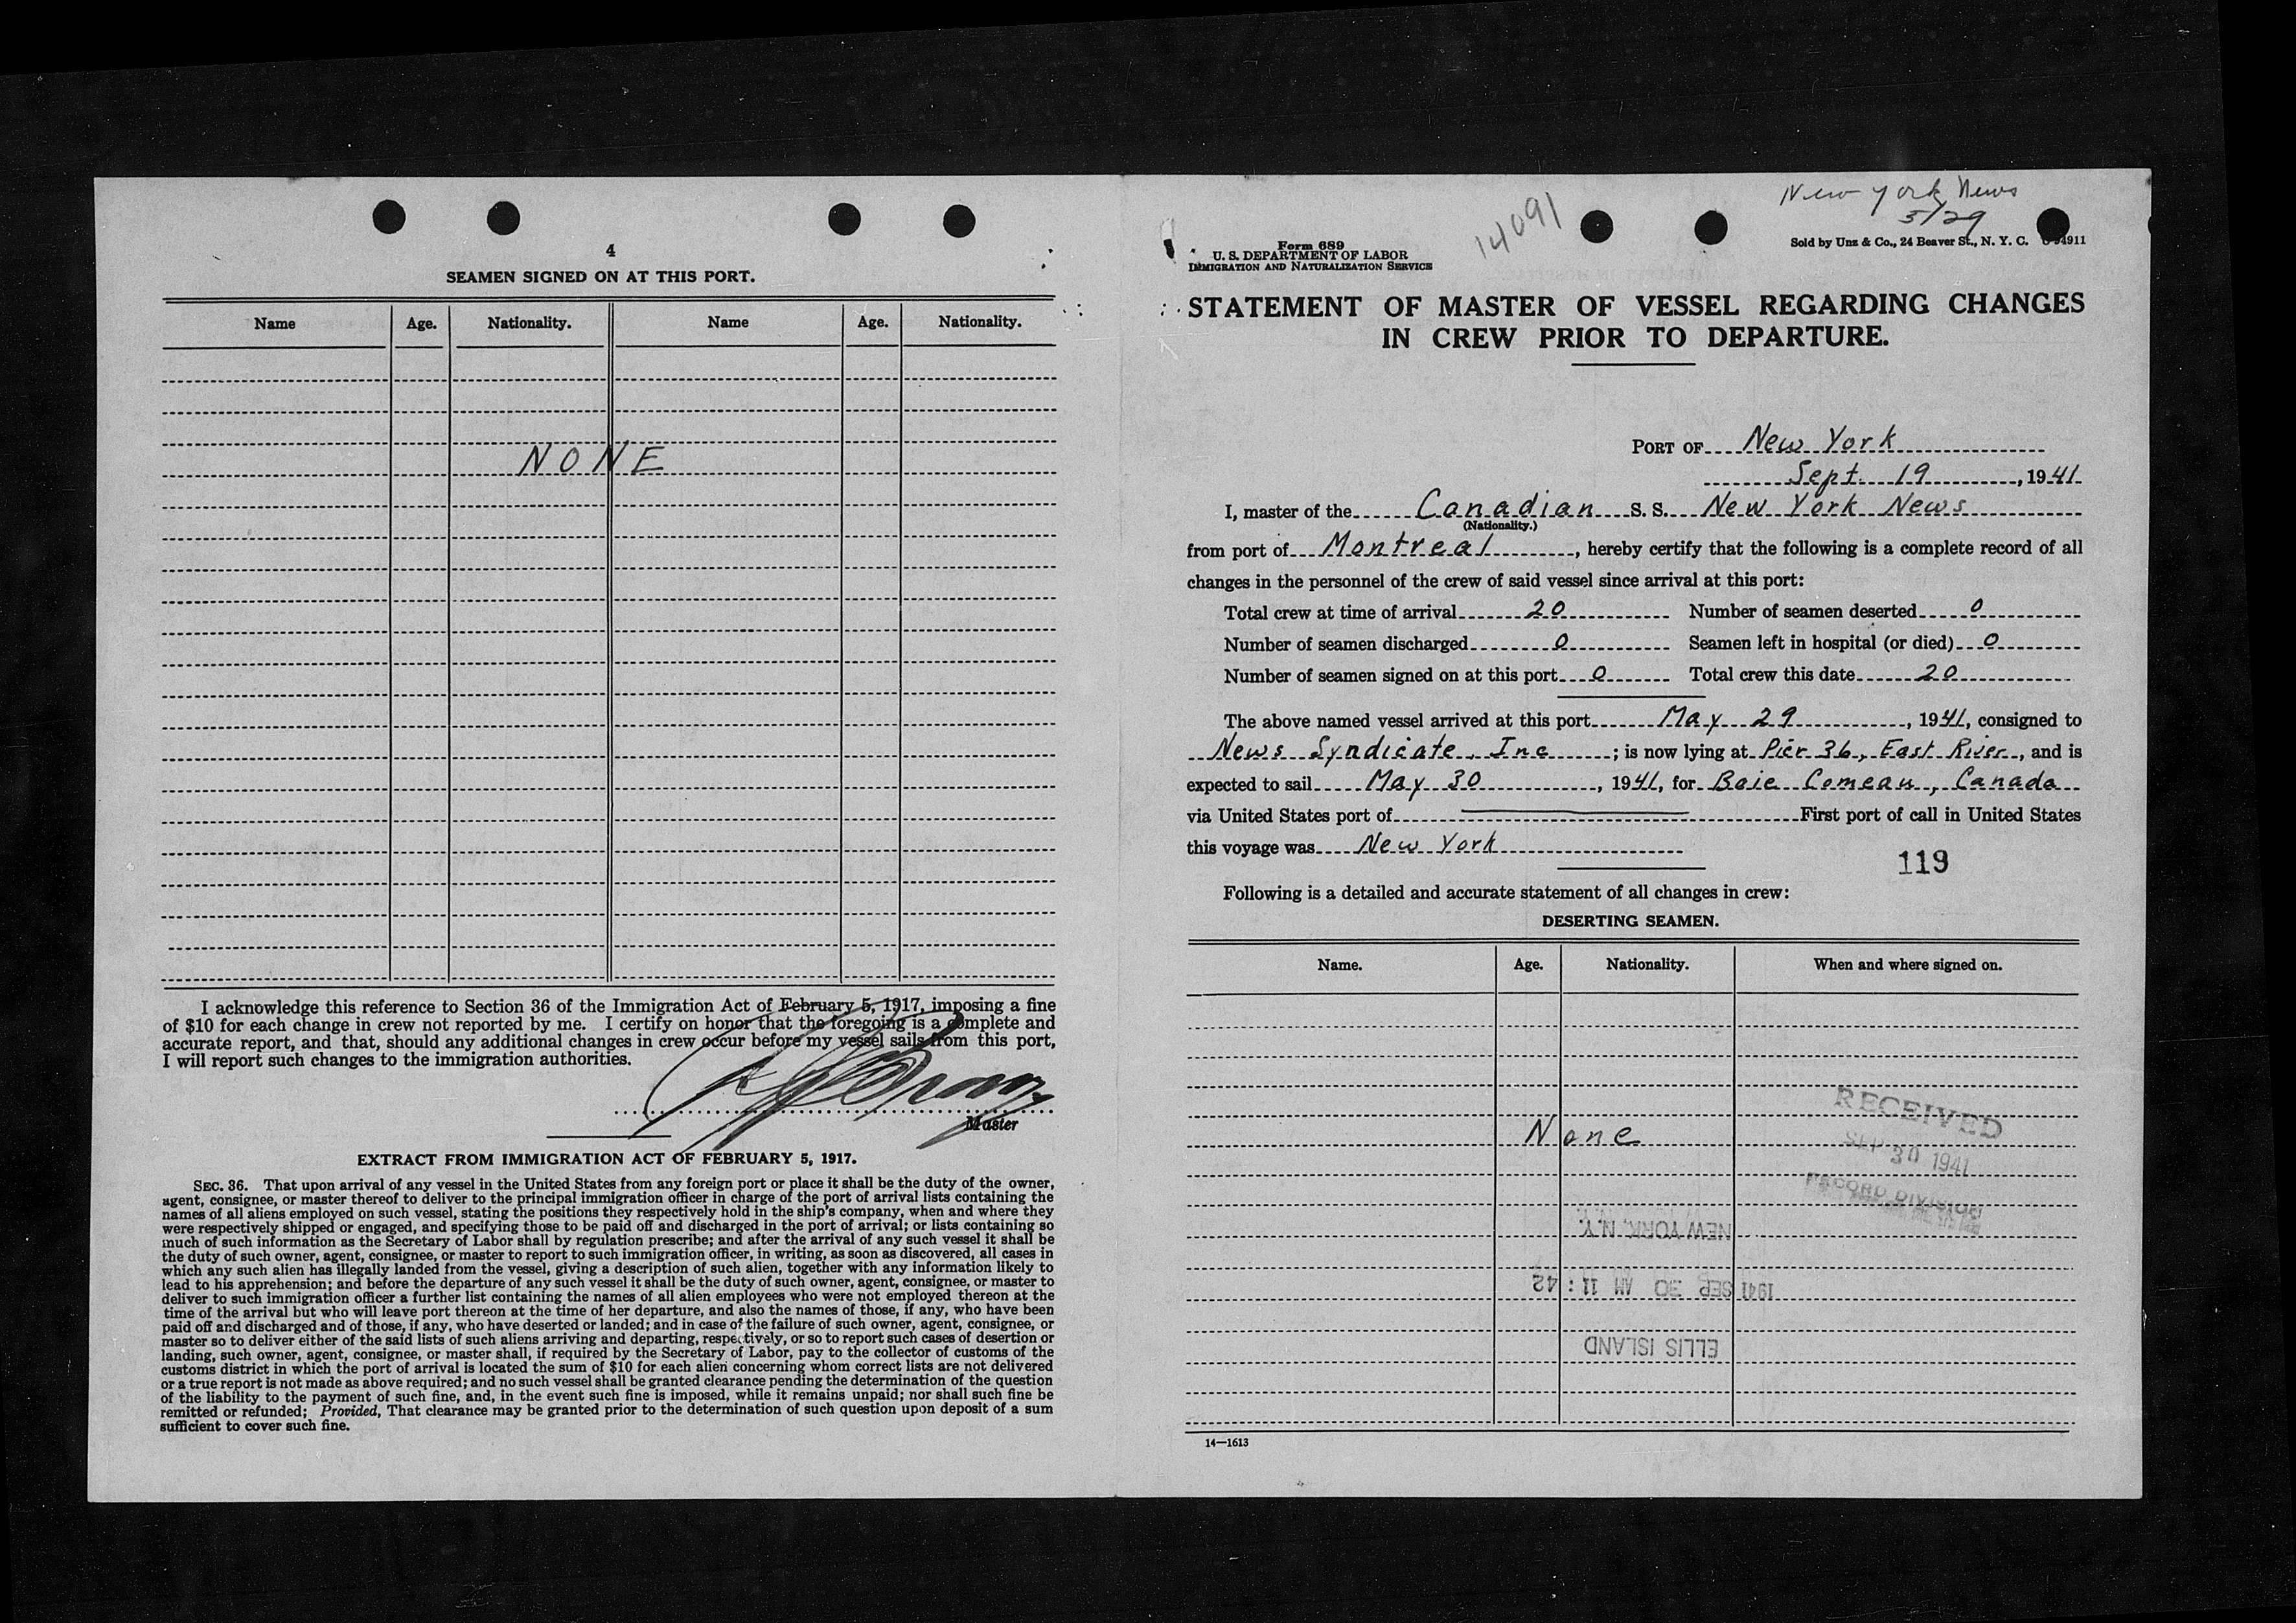 4
SEAMEN SIGNED ON AT THIS PORT.
Name Age. Nationality. Name Age. Nationality.
NONE
I acknowledge this reference to Section 36 of the Immigration Act of February 5, 1917, imposing a fine
of $10 for each change in crew not reported by me. I certify on honor that the foregoing is a complete and
accurate report, and that, should any additional changes in crew occur before my vessel sails from this port,
I will report such changes to the immigration authorities.
Master
EXTRACT FROM IMMIGRATION ACT OF FEBRUARY 5, 1917.
SEC. 36. That upon arrival of any vessel in the United States from any foreign port or place it shall be the duty of the owner,
agent, consignee, or master thereof to deliver to the principal immigration officer in charge of the port of arrival lists containing the
names of all aliens employed on such vessel, stating the positions they respectively hold in the ship's company, when and where they
were respectively shipped or engaged, and specifying those to be paid off and discharged in the port of arrival; or lists containing so
much of such information as the Secretary of Labor shall by regulation prescribe; and after the arrival of any such vessel it shall be
the duty of such owner, agent, consignee, or master to report to such immigration officer, in writing, as soon as discovered, all cases in
which any such alien has illegally landed from the vessel, giving a description of such alien, together with any information likely to
lead to his apprehension; and before the departure of any such vessel it shall be the duty of such owner, agent, consignee, or master to
deliver to such immigration officer a further list containing the names of all alien employees who were not employed thereon at the
time of the arrival but who will leave port thereon at the time of her departure, and also the names of those, if any, who have been
paid off and discharged and of those, if any, who have deserted or landed; and in case of the failure of such owner, agent, consignee, or
master so to deliver either of the said lists of such aliens arriving and departing, respectively, or so to report such cases of desertion or
landing, such owner, agent, consignee, or master shall, if required by the Secretary of Labor, pay to the collector of customs of the
customs district in which the port of arrival is located the sum of $10 for each alien concerning whom correct lists are not delivered
or a true report is not made as above required; and no such vessel shall be granted clearance pending the determination of the question
of the liability to the payment of such fine, and, in the event such fine is imposed, while it remains unpaid; nor shall such fine be
remitted or refunded; Provided, That clearance may be granted prior to the determination of such question upon deposit of a sum
sufficient to cover such fine.
New York News
5/29
14091
Form 689
U. S. DEPARTMENT OF LABOR
IMMIGRATION AND NATURALIZATION SERVICE
Sold by Unz & Co., 24 Beaver St., N. Y. C.
STATEMENT OF MASTER OF VESSEL REGARDING CHANGES
IN CREW PRIOR TO DEPARTURE.
PORT OF New York
Sept 19, 1941
I, master of the Canadian S. S. New York News
(Nationality.)
from port of Montreal, hereby certify that the following is a complete record of all
changes in the personnel of the crew of said vessel since arrival at this port:
Total crew at time of arrival 20 Number of seamen deserted 0
Number of seamen discharged 0 Seamen left in hospital (or died) 0
Number of seamen signed on at this port 0 Total crew this date 20
The above named vessel arrived at this port May 29, 1941, consigned to
News Syndicate, Inc; is now lying at Pier 36, East River, and is
expected to sail May 30, 1941, for Baie Comeau, Canada
via United States port of First port of call in United States
this voyage was New York
119
Following is a detailed and accurate statement of all changes in crew:
DESERTING SEAMEN.
Name. Age. Nationality. When and where signed on.
None
RECEIVED
SEP 30 1941
RECORD DIVISION
NEW YORK, N.Y.
1941 SEP 30 AM 11:42
ELLIS ISLAND
14—1613